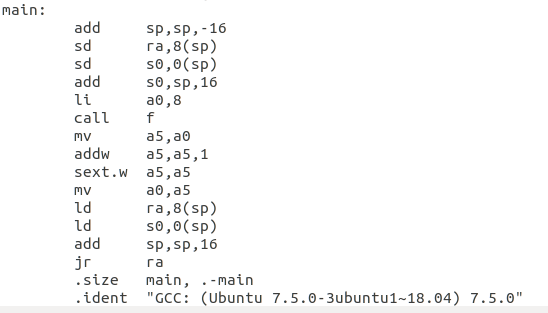 main:
add sp,sp,-16
sd ra,8(sp)
sd s0,0(sp)
add s0,sp,16
li a0,8
call f
mv a5,a0
addw a5,a5,1
sext.w a5,a5
mv a0,a5
ld ra,8(sp)
ld s0,0(sp)
add sp,sp,16
jr ra
.size main, .-main
.ident "GCC: (Ubuntu 7.5.0-3ubuntu1~18.04) 7.5.0"